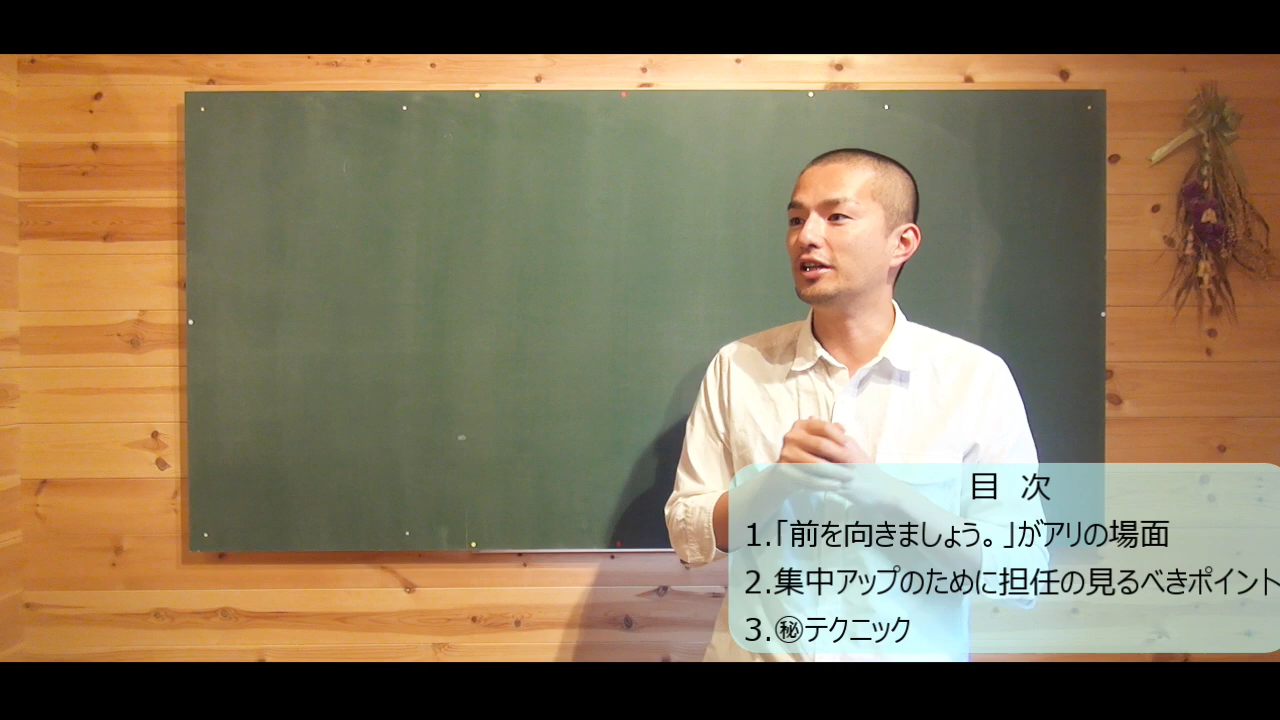 目 次
1.「前を向きましょう。」がアリの場面
2.集中アップのために担任の見るべきポイント
3.㊙テクニック